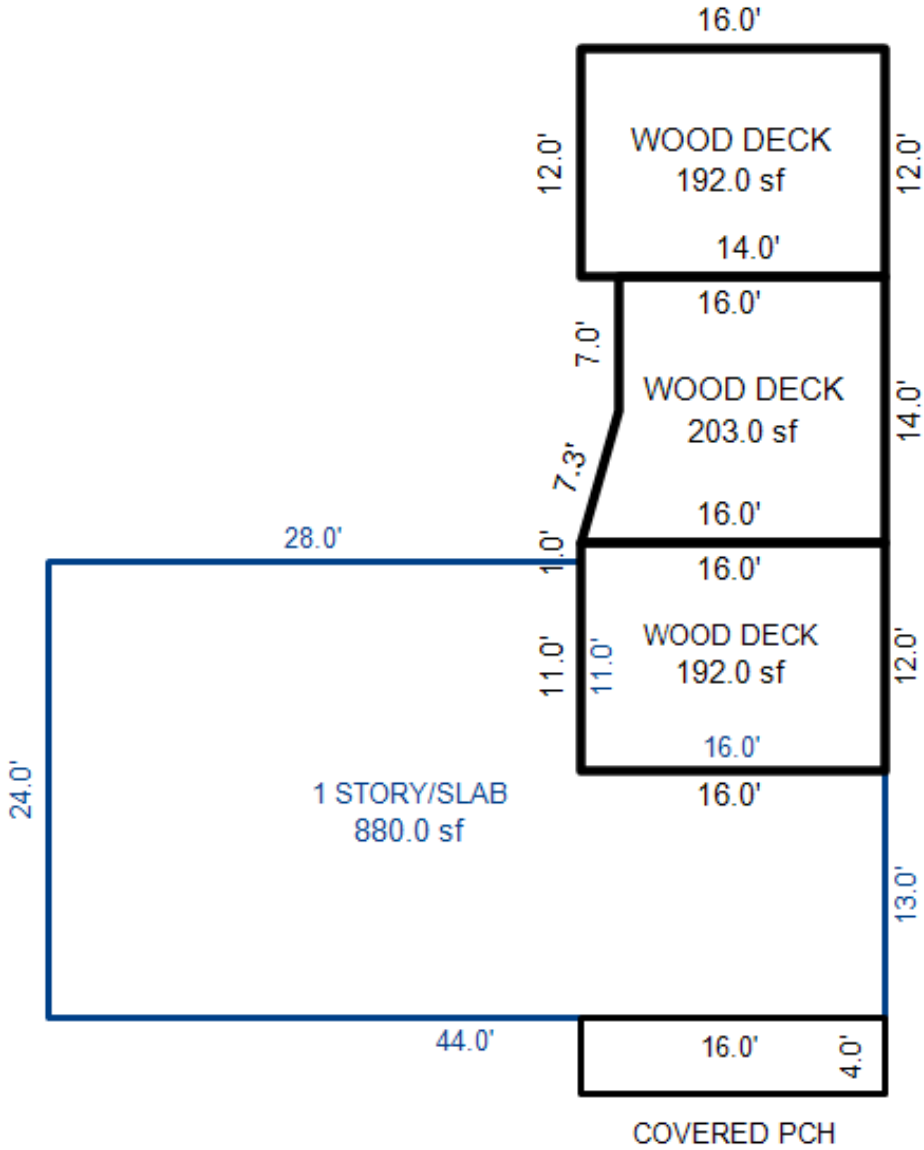 16.0'
12.0'
WOOD DECK
192.0 sf
12.0'
14.0'
16.0'
7.0'
WOOD DECK
203.0 sf
14.0'
7.3'
16.0'
28.0'
1.0'
16.0'
11.0'
11.0'
WOOD DECK
192.0 sf
12.0'
16.0'
16.0'
24.0'
1 STORY/SLAB
880.0 sf
13.0'
44.0'
16.0'
4.0'
COVERED PCH